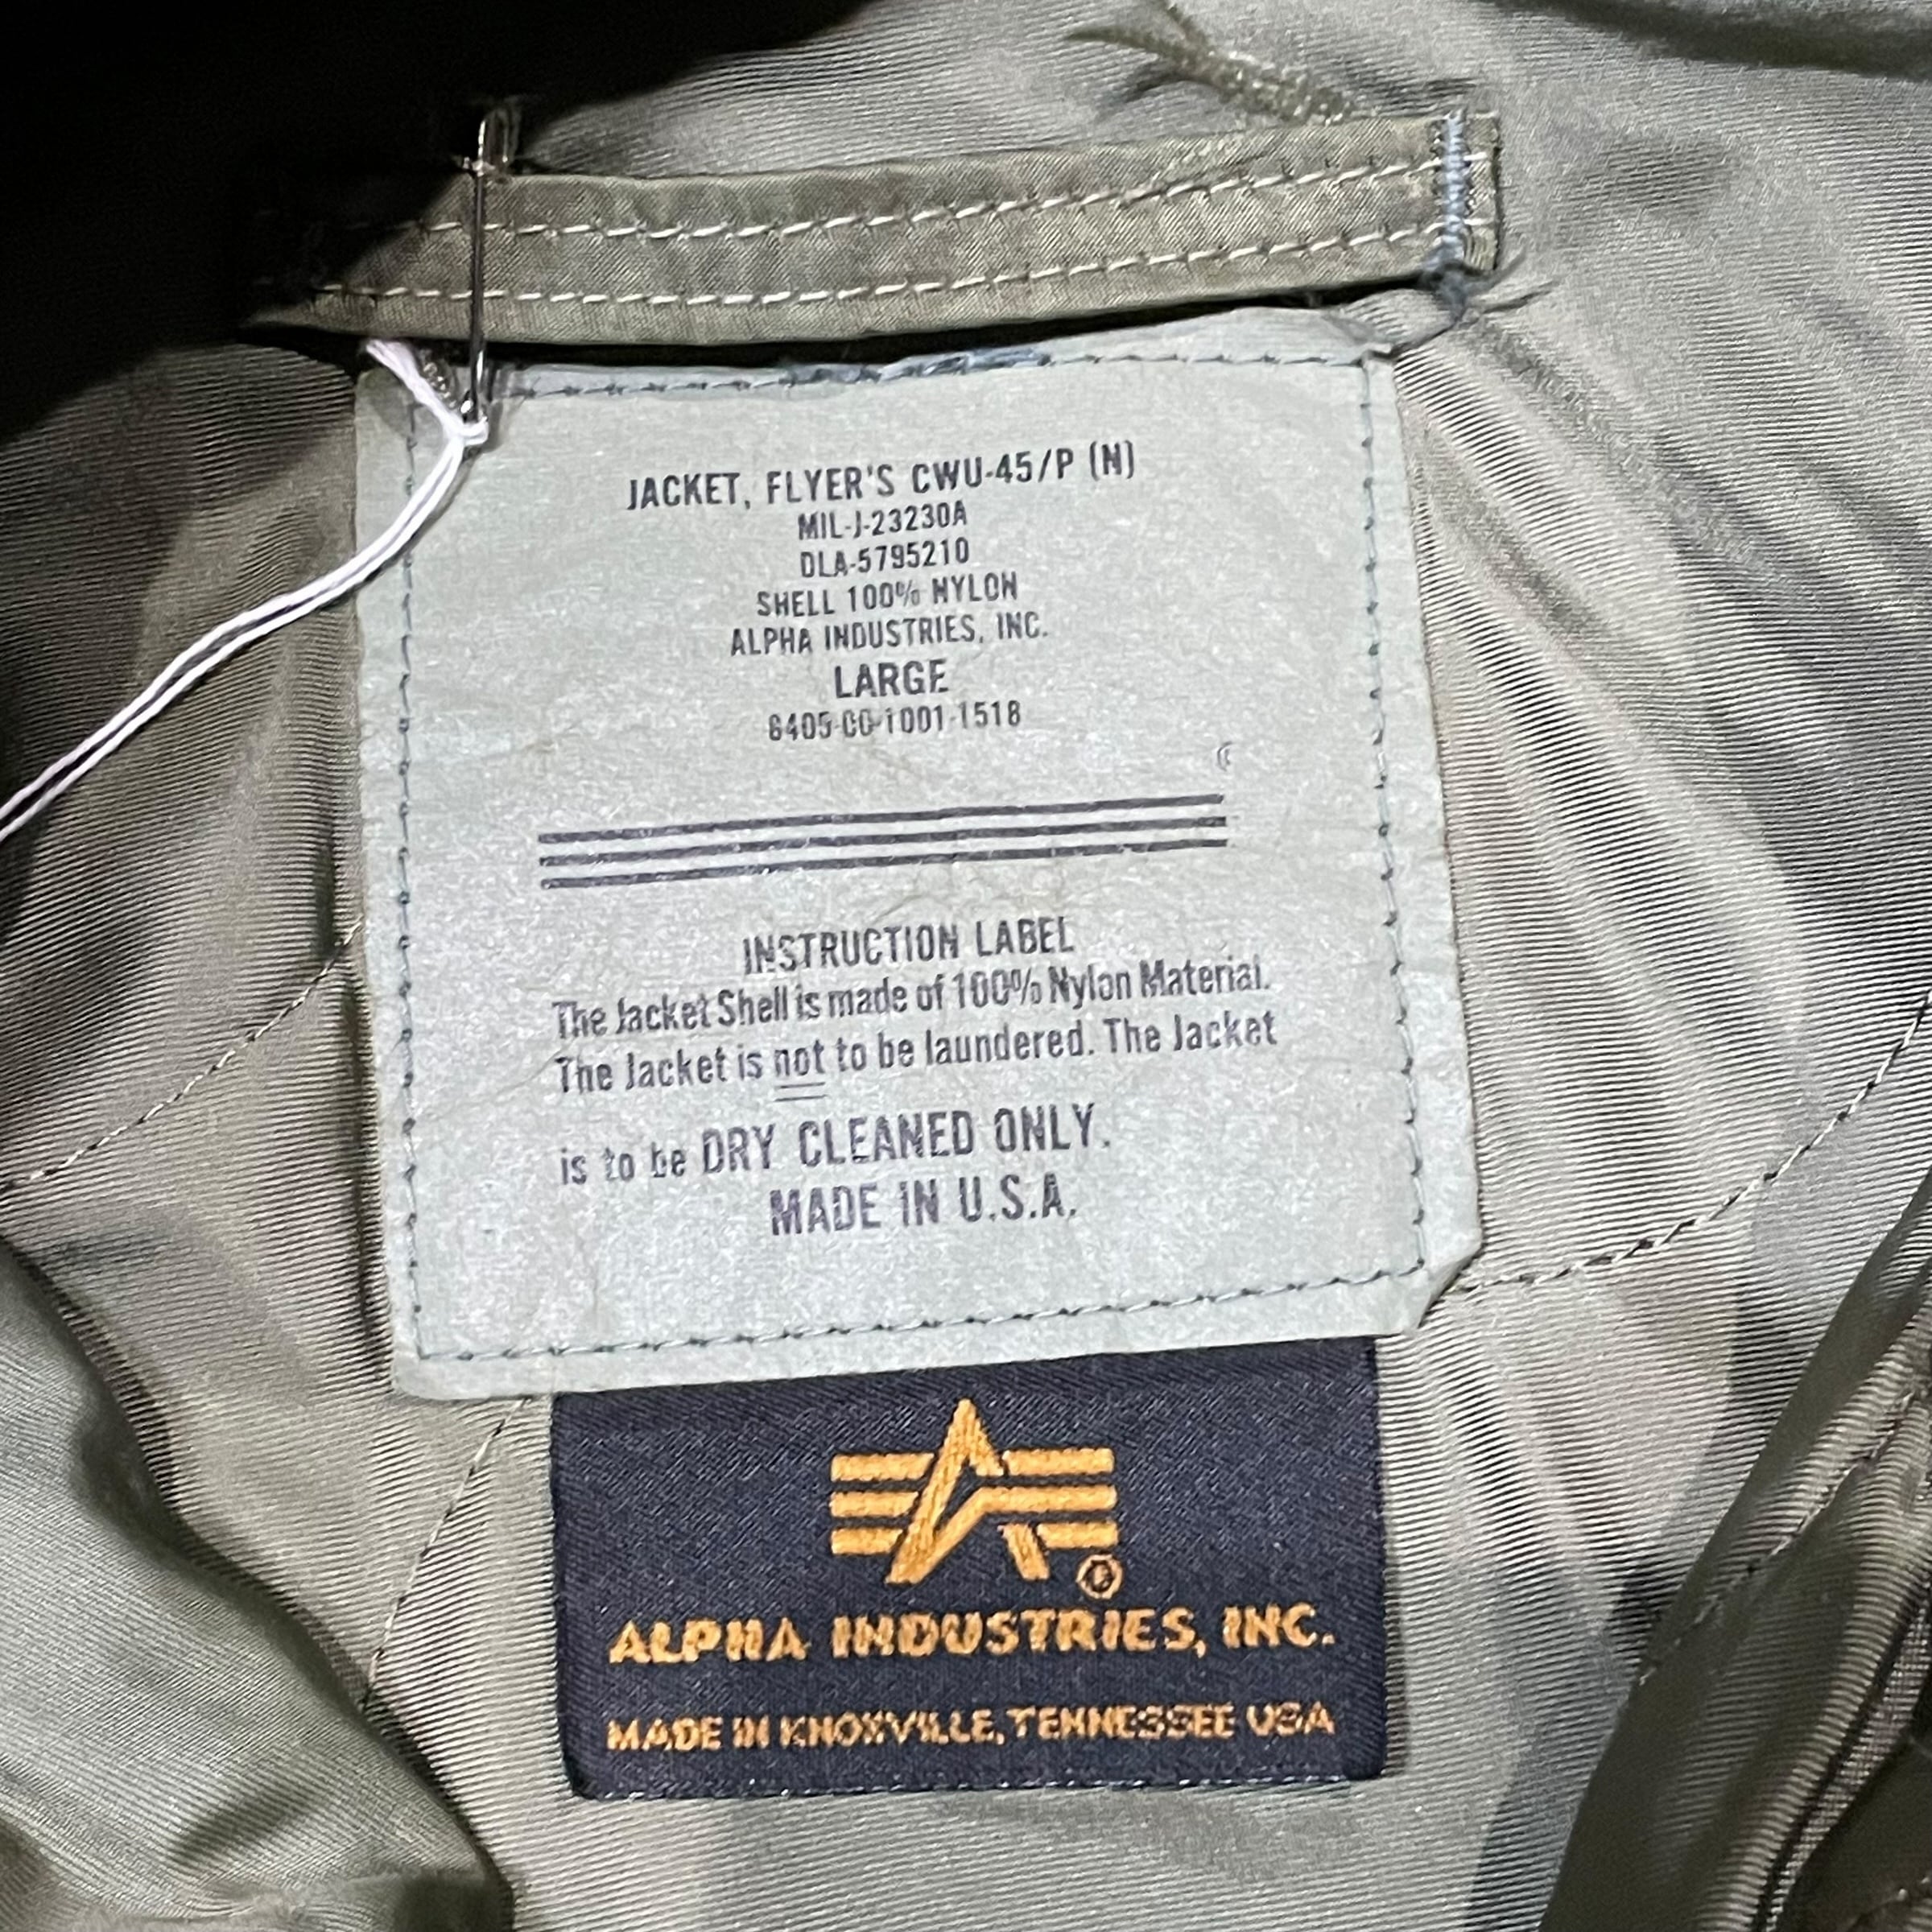 JACKET, FLYER'S CWU-45/P (N)
MIL-J-23230A
DLA-5795210
SHELL 100% NYLON
ALPHA INDUSTRIES, INC.
LARGE
8405-00-1001-1518
INSTRUCTION LABEL
The Jacket Shell is made of 100% Nylon Material.
The Jacket is not to be laundered. The Jacket
is to be DRY CLEANED ONLY.
MADE IN U.S.A.
®
ALPHA INDUSTRIES, INC.
MADE IN KNOXVILLE, TENNESSEE USA